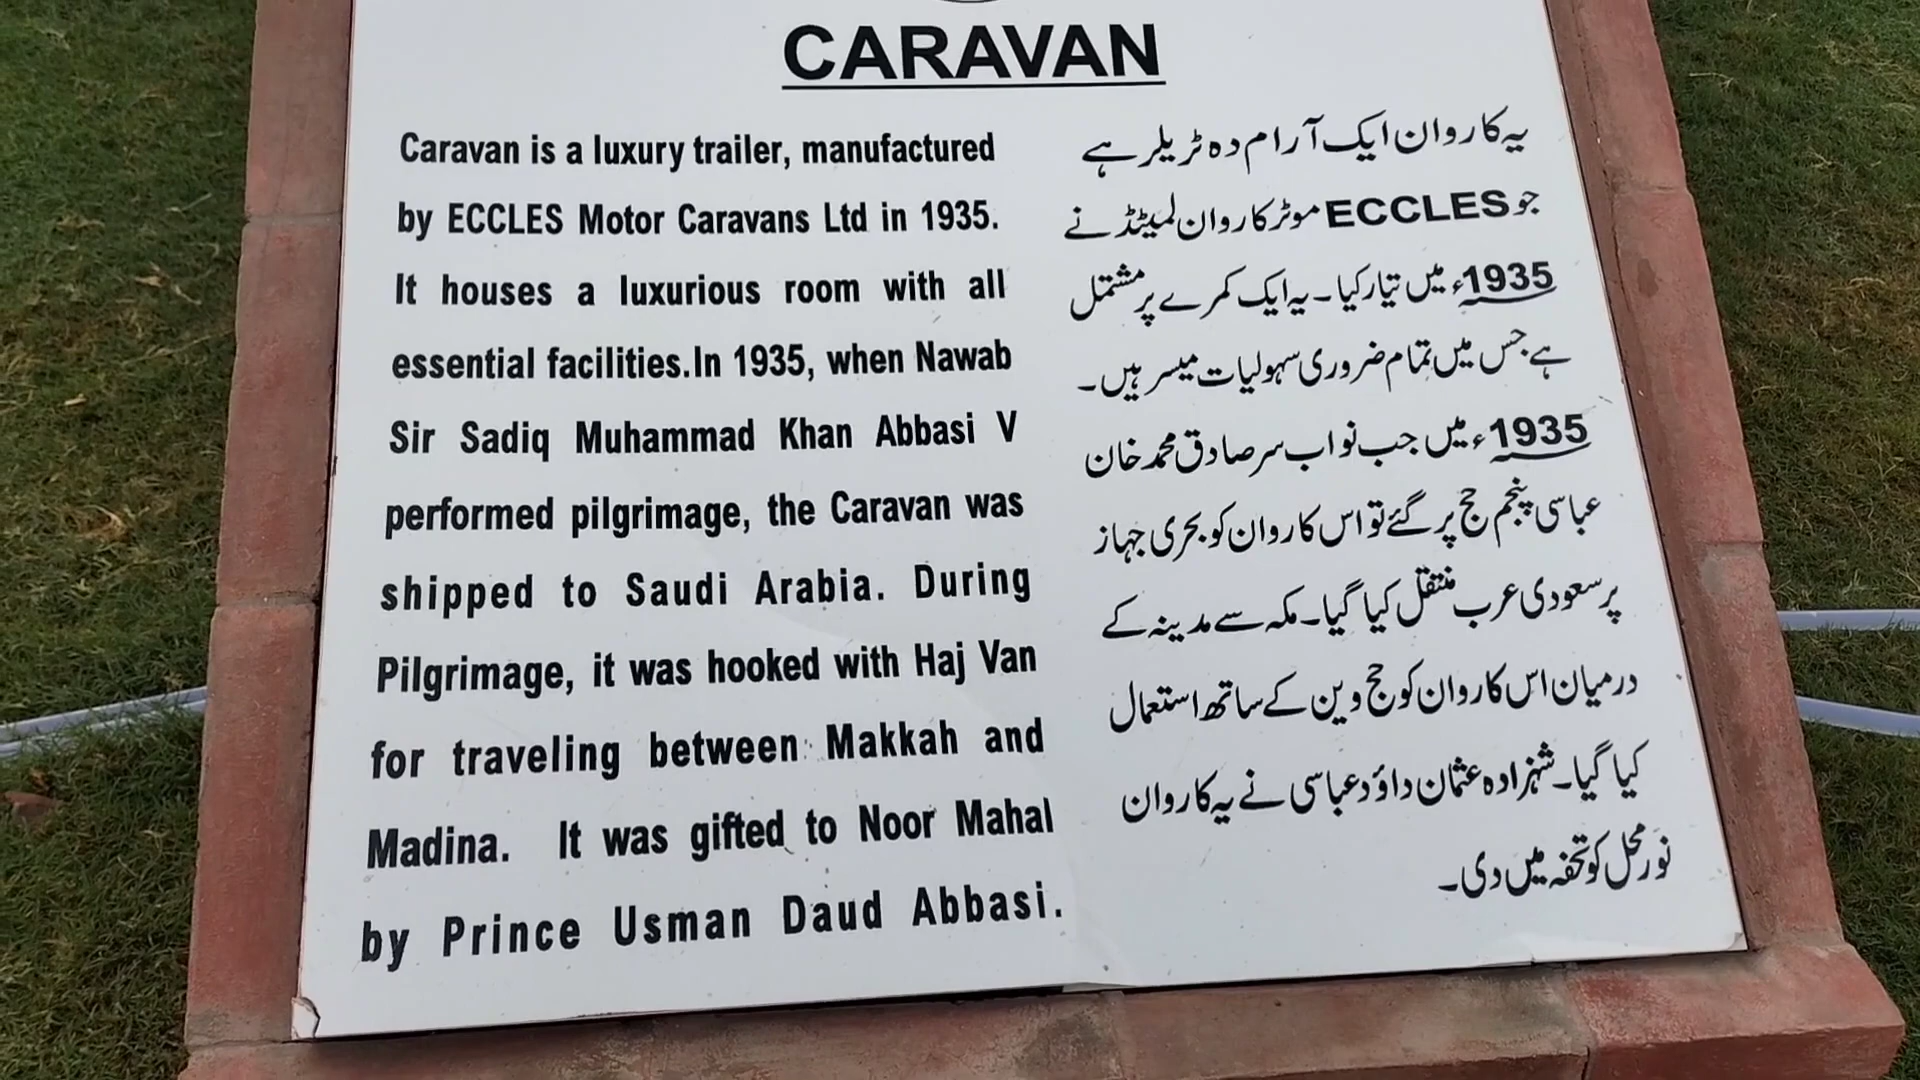 CARAVAN
Caravan is a luxury trailer, manufactured
by ECCLES Motor Caravans Ltd in 1935.
It houses a luxurious room with all
essential facilities.In 1935, when Nawab
Sir Sadiq Muhammad Khan Abbasi V
performed pilgrimage, the Caravan was
shipped to Saudi Arabia. During
Pilgrimage, it was hooked with Haj Van
for traveling between Makkah and
Madina. It was gifted to Noor Mahal
by Prince Usman Daud Abbasi.
یہ کاروان ایک آرام دہ ٹریلر ہے
جو ECCLES موٹر کاروان لمیٹڈ نے
1935ء میں تیار کیا۔ یہ ایک کمرے پر مشتمل
ہے جس میں تمام ضروری سہولیات میسر ہیں۔
1935ء میں جب نواب سر صادق محمد خان
عباسی پنجم حج پر گئے تو اس کاروان کو بحری جہاز
پر سعودی عرب منتقل کیا گیا۔ مکہ سے مدینہ کے
درمیان اس کاروان کو حج وین کے ساتھ استعمال
کیا گیا۔ شہزادہ عثمان داؤد عباسی نے یہ کاروان
نور محل کو تحفہ میں دی۔